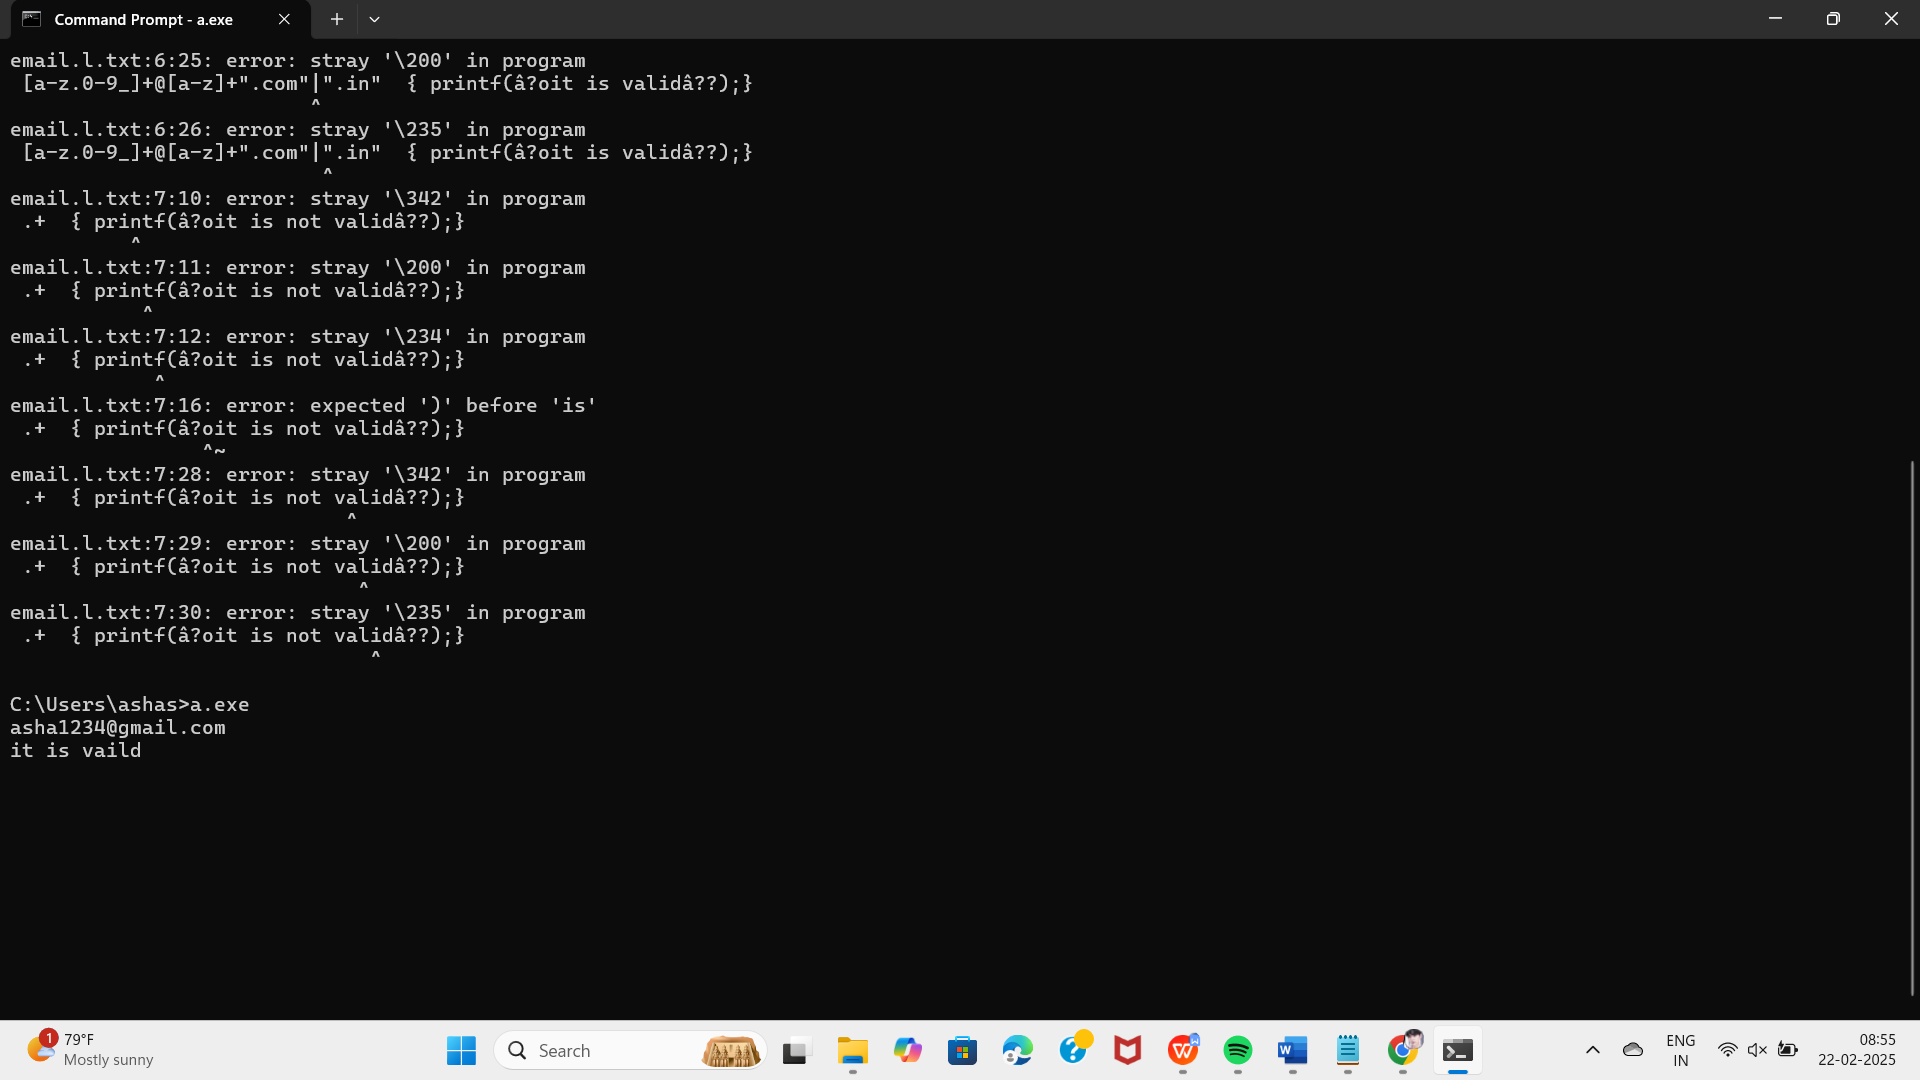 Command Prompt - a.exe
email.l.txt:6:25: error: stray '\200' in program
[a-z.0-9_]+@[a-z]+".com"|".in"  { printf(â?oit is validâ??);}
^
email.l.txt:6:26: error: stray '\235' in program
[a-z.0-9_]+@[a-z]+".com"|".in"  { printf(â?oit is validâ??);}
^
email.l.txt:7:10: error: stray '\342' in program
.+  { printf(â?oit is not validâ??);}
^
email.l.txt:7:11: error: stray '\200' in program
.+  { printf(â?oit is not validâ??);}
^
email.l.txt:7:12: error: stray '\234' in program
.+  { printf(â?oit is not validâ??);}
^
email.l.txt:7:16: error: expected ')' before 'is'
.+  { printf(â?oit is not validâ??);}
^~
email.l.txt:7:28: error: stray '\342' in program
.+  { printf(â?oit is not validâ??);}
^
email.l.txt:7:29: error: stray '\200' in program
.+  { printf(â?oit is not validâ??);}
^
email.l.txt:7:30: error: stray '\235' in program
.+  { printf(â?oit is not validâ??);}
^
C:\Users\ashas>a.exe
asha1234@gmail.com
it is vaild
1
79°F
Mostly sunny
Search
ENG
IN
08:55
22-02-2025